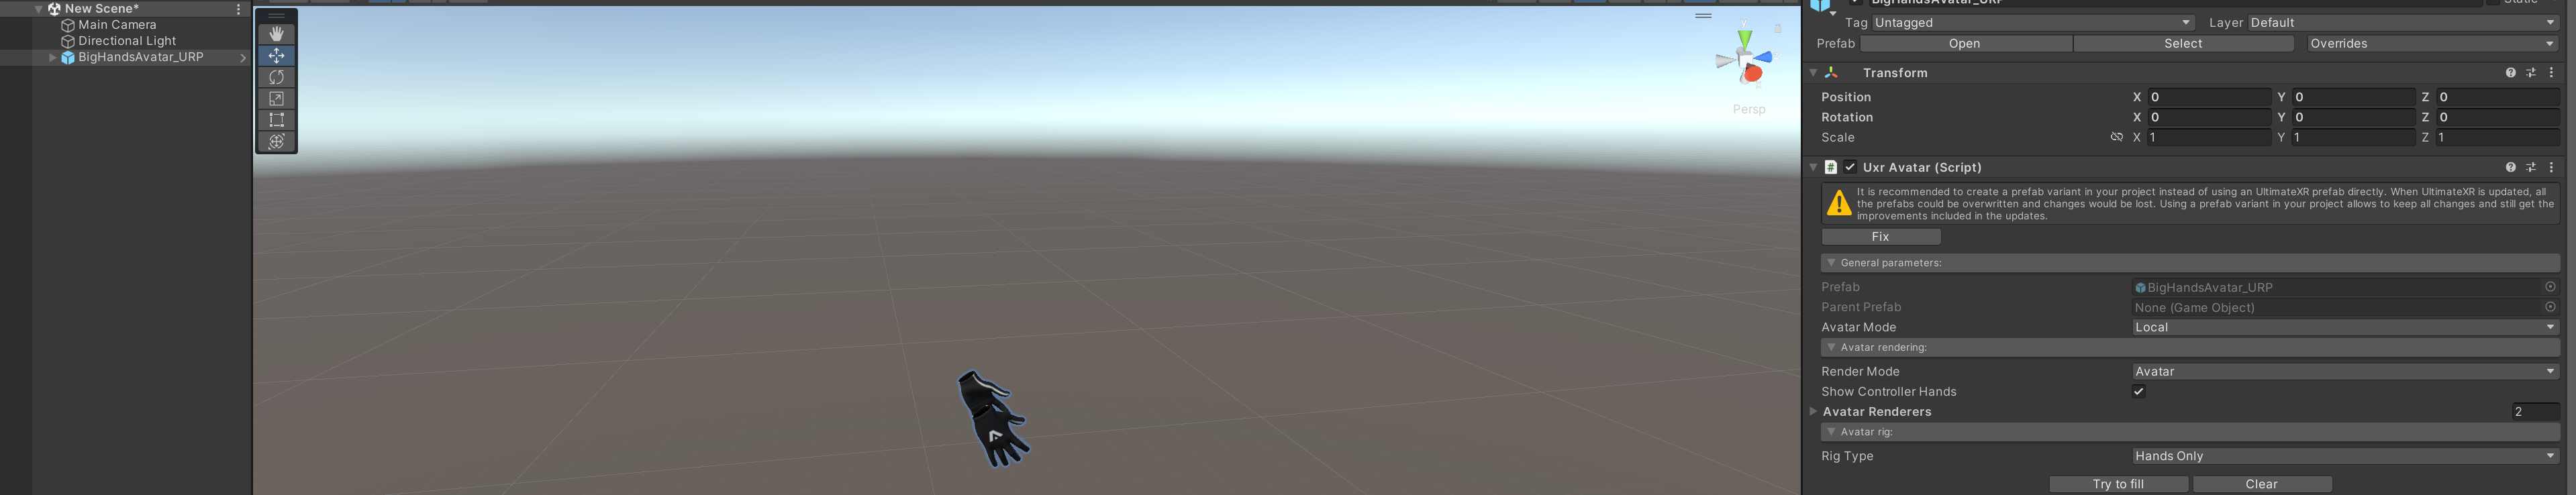 New Scene*
Main Camera
Directional Light
BigHandsAvatar_URP
Persp
BigHandsAvatar_URP
Static
Tag Untagged Layer Default
Prefab Open Select Overrides
Transform
Position X 0 Y 0 Z 0
Rotation X 0 Y 0 Z 0
Scale X 1 Y 1 Z 1
# Uxr Avatar (Script)
It is recommended to create a prefab variant in your project instead of using an UltimateXR prefab directly. When UltimateXR is updated, all
the prefabs could be overwritten and changes would be lost. Using a prefab variant in your project allows to keep all changes and still get the
improvements included in the updates.
Fix
General parameters:
Prefab BigHandsAvatar_URP
Parent Prefab None (Game Object)
Avatar Mode Local
Avatar rendering:
Render Mode Avatar
Show Controller Hands
Avatar Renderers 2
Avatar rig:
Rig Type Hands Only
Try to fill Clear